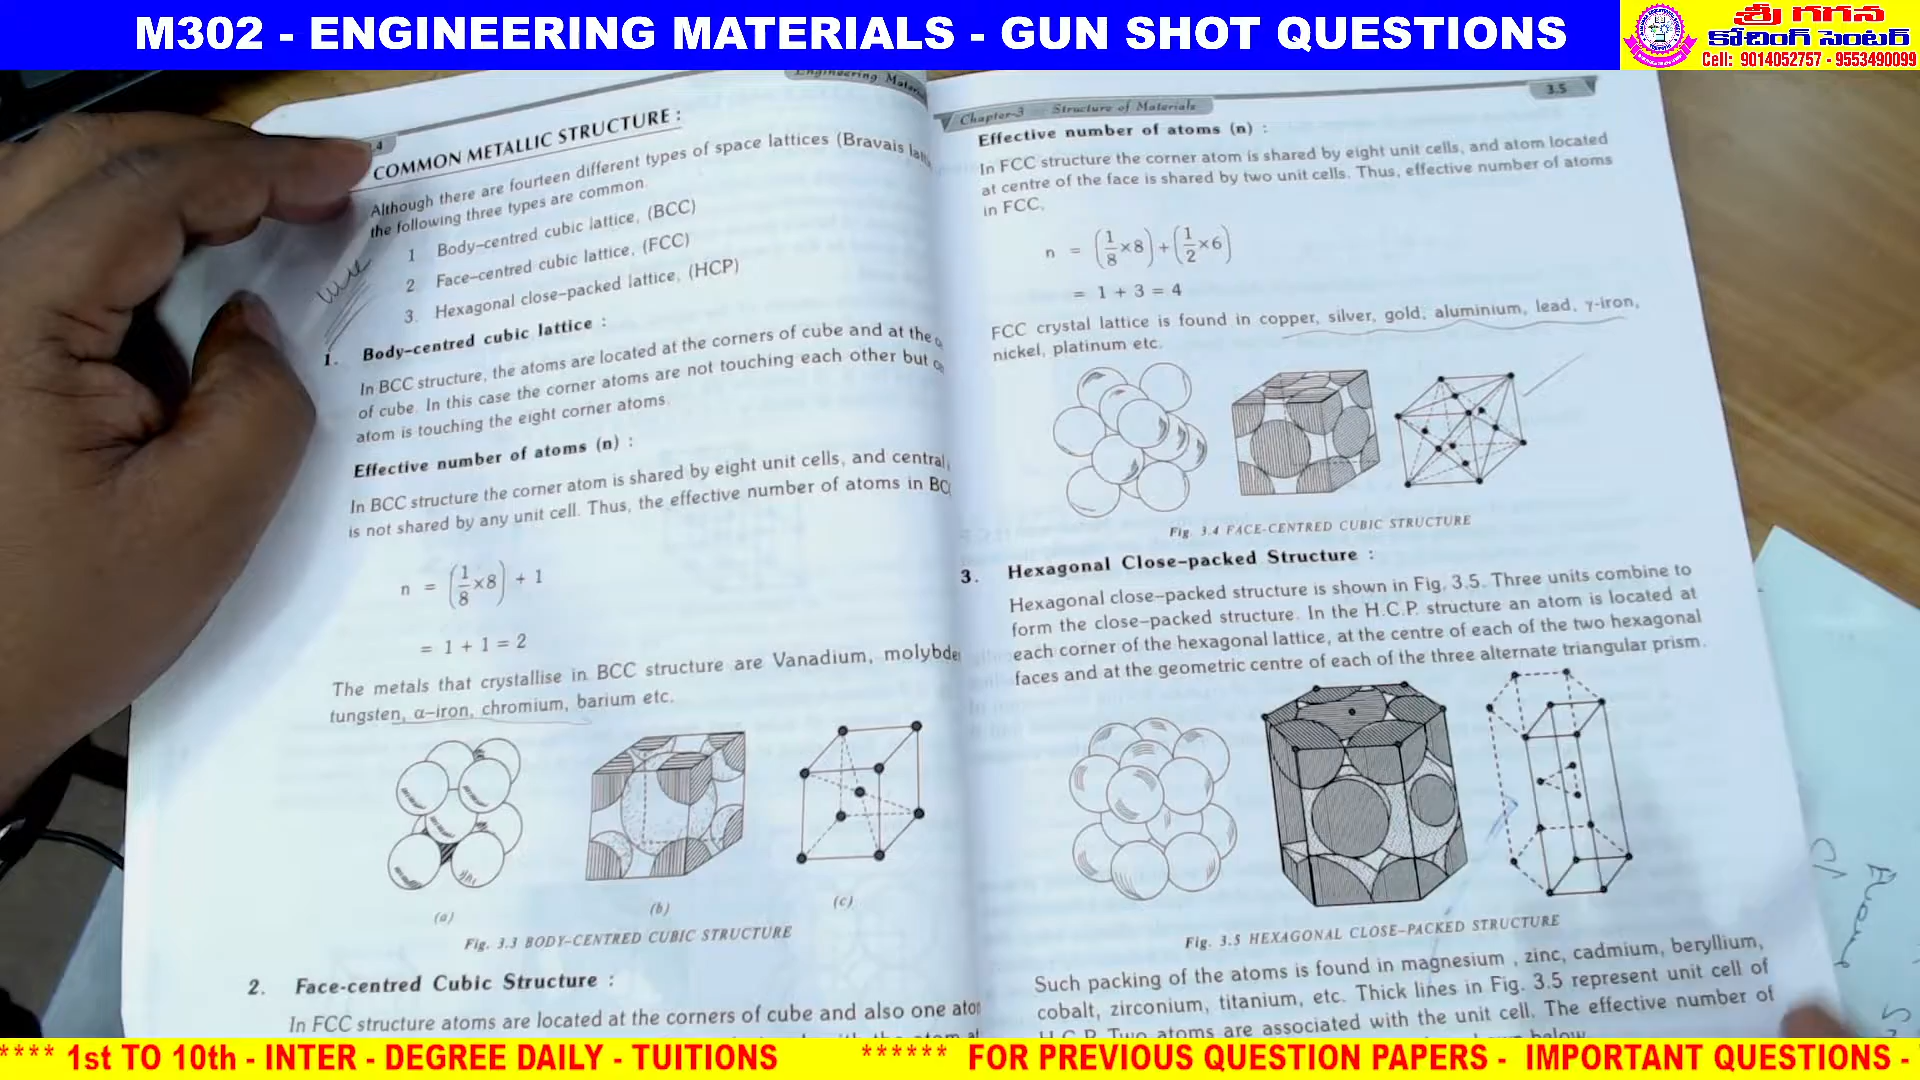 M302 - ENGINEERING MATERIALS - GUN SHOT QUESTIONS
శ్రీ గగన
కోచింగ్ సెంటర్
Cell: 9014052757 - 9553490099
Engineering Materi
.4
COMMON METALLIC STRUCTURE :
Although there are fourteen different types of space lattices (Bravais latti
the following three types are common
1 Body-centred cubic lattice, (BCC)
2 Face-centred cubic lattice, (FCC)
3. Hexagonal close-packed lattice, (HCP)
1. Body-centred cubic lattice :
In BCC structure, the atoms are located at the corners of cube and at the c
of cube. In this case the corner atoms are not touching each other but
atom is touching the eight corner atoms.
Effective number of atoms (n) :
In BCC structure the corner atom is shared by eight unit cells, and central
is not shared by any unit cell. Thus, the effective number of atoms in BC
n = (1/8 ×8) + 1
= 1 + 1 = 2
The metals that crystallise in BCC structure are Vanadium, molybde
tungsten, α-iron, chromium, barium etc.
(a) (b) (c)
Fig. 3.3 BODY-CENTRED CUBIC STRUCTURE
2. Face-centred Cubic Structure :
In FCC structure atoms are located at the corners of cube and also one ato
Chapter-3 Structure of Materials 3.5
Effective number of atoms (n) :
In FCC structure the corner atom is shared by eight unit cells, and atom located
at centre of the face is shared by two unit cells. Thus, effective number of atoms
in FCC,
n = (1/8 ×8) + (1/2 ×6)
= 1 + 3 = 4
FCC crystal lattice is found in copper, silver, gold, aluminium, lead, γ-iron,
nickel, platinum etc.
Fig. 3.4 FACE-CENTRED CUBIC STRUCTURE
3. Hexagonal Close-packed Structure :
Hexagonal close-packed structure is shown in Fig. 3.5. Three units combine to
form the close-packed structure. In the H.C.P. structure an atom is located at
each corner of the hexagonal lattice, at the centre of each of the two hexagonal
faces and at the geometric centre of each of the three alternate triangular prism.
Fig. 3.5 HEXAGONAL CLOSE-PACKED STRUCTURE
Such packing of the atoms is found in magnesium , zinc, cadmium, beryllium,
cobalt, zirconium, titanium, etc. Thick lines in Fig. 3.5 represent unit cell of
H.C.P. Two atoms are associated with the unit cell. The effective number of
**** 1st TO 10th - INTER - DEGREE DAILY - TUITIONS ****** FOR PREVIOUS QUESTION PAPERS - IMPORTANT QUESTIONS -